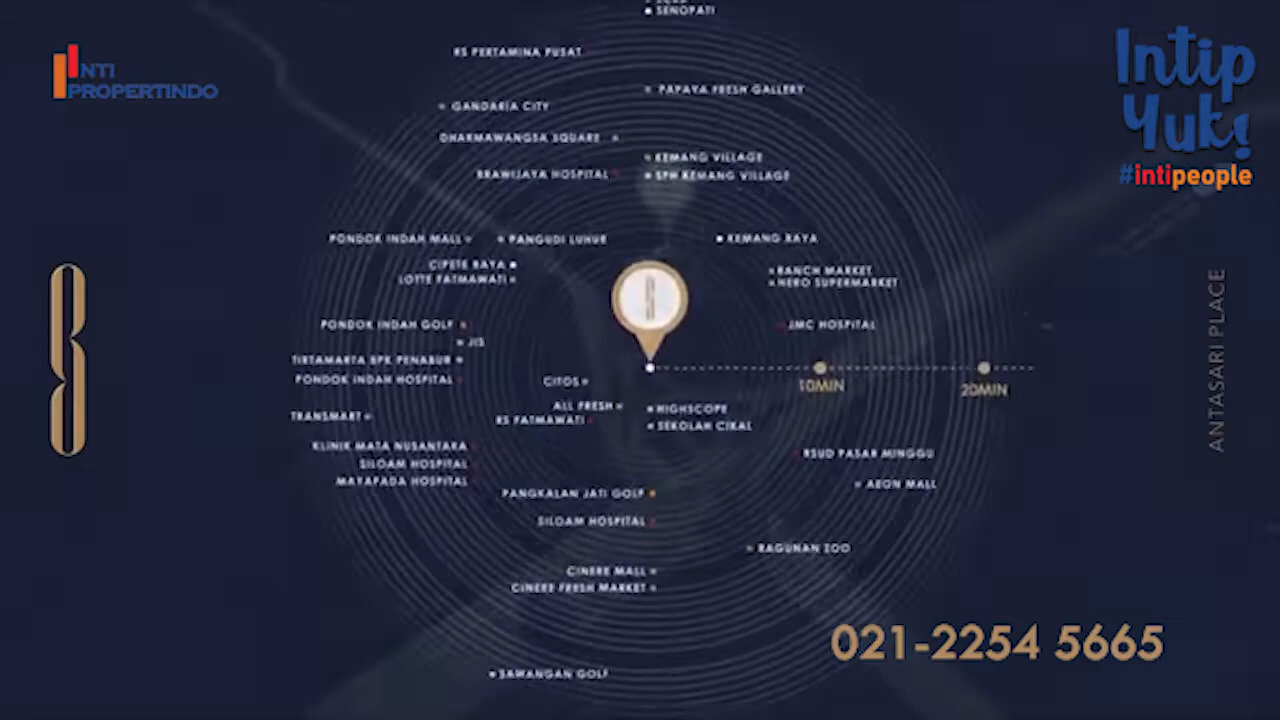 SENOPATI
RS PERTAMINA PUSAT
INTI
PROPERTINDO
Intip
Yuk!
#intipeople
PAPAYA FRESH GALLERY
GANDARIA CITY
DHARMAWANGSA SQUARE
KEMANG VILLAGE
BRAWIJAYA HOSPITAL
SPH KEMANG VILLAGE
PONDOK INDAH MALL
PANGUDI LUHUR
KEMANG RAYA
CIPETE RAYA
LOTTE FATMAWATI
RANCH MARKET
HERO SUPERMARKET
PONDOK INDAH GOLF
JMC HOSPITAL
JIS
TIRTAMARTA BPK PENABUR
PONDOK INDAH HOSPITAL
CITOS
10MIN
20MIN
ANTASARI PLACE
TRANSMART
ALL FRESH
RS FATMAWATI
HIGHSCOPE
SEKOLAH CIKAL
KLINIK MATA NUSANTARA
SILOAM HOSPITAL
MAYAPADA HOSPITAL
RSUD PASAR MINGGU
AEON MALL
PANGKALAN JATI GOLF
SILOAM HOSPITAL
RAGUNAN ZOO
CINERE MALL
CINERE FRESH MARKET
021-2254 5665
SAWANGAN GOLF